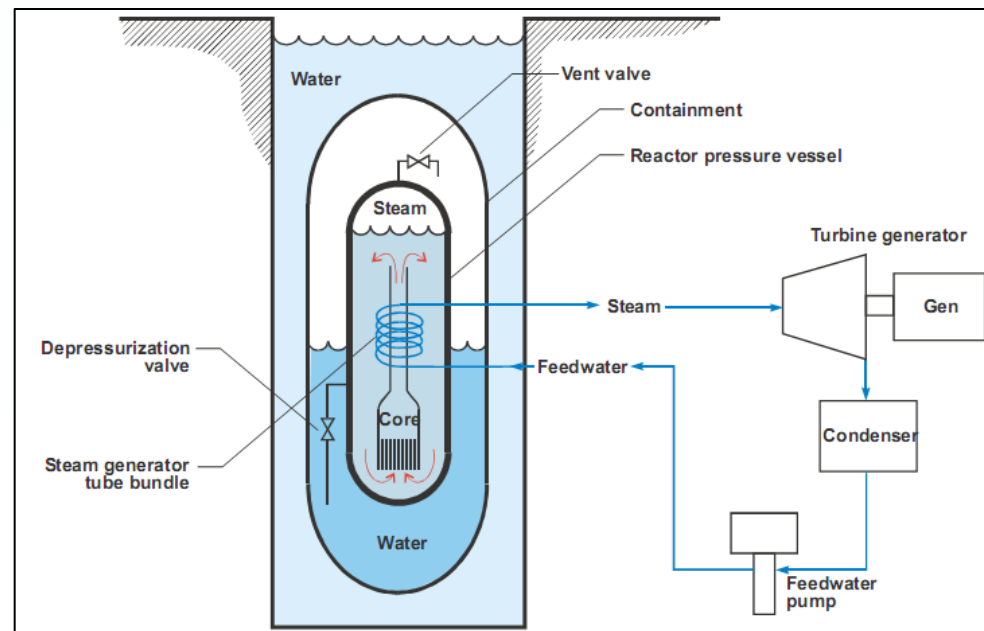 Water
Vent valve
Containment
Reactor pressure vessel
Steam
Turbine generator
Steam
Gen
Depressurization
valve
Feedwater
Core
Condenser
Steam generator
tube bundle
Water
Feedwater
pump